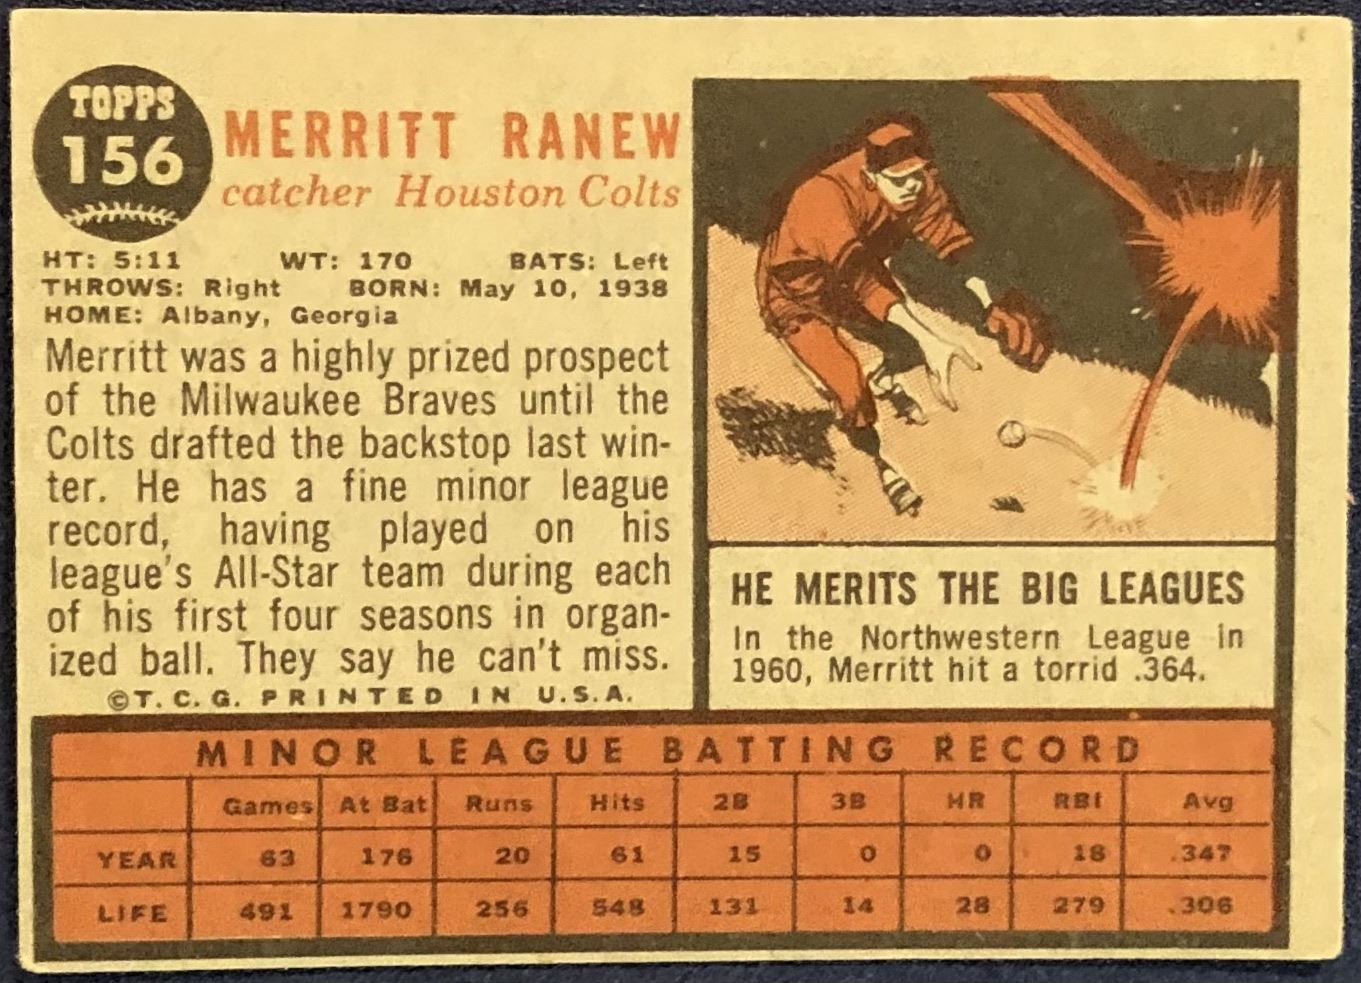 TOPPS
156
MERRITT RANEW
catcher Houston Colts
HT: 5:11 WT: 170 BATS: Left
THROWS: Right BORN: May 10, 1938
HOME: Albany, Georgia
Merritt was a highly prized prospect
of the Milwaukee Braves until the
Colts drafted the backstop last win-
ter. He has a fine minor league
record, having played on his
league's All-Star team during each
of his first four seasons in organ-
ized ball. They say he can't miss.
©T.C.G. PRINTED IN U.S.A.
HE MERITS THE BIG LEAGUES
In the Northwestern League in
1960, Merritt hit a torrid .364.
MINOR LEAGUE BATTING RECORD
Games At Bat Runs Hits 2B 3B HR RBI Avg
YEAR 63 176 20 61 15 0 0 18 .347
LIFE 491 1790 256 548 131 14 28 279 .306